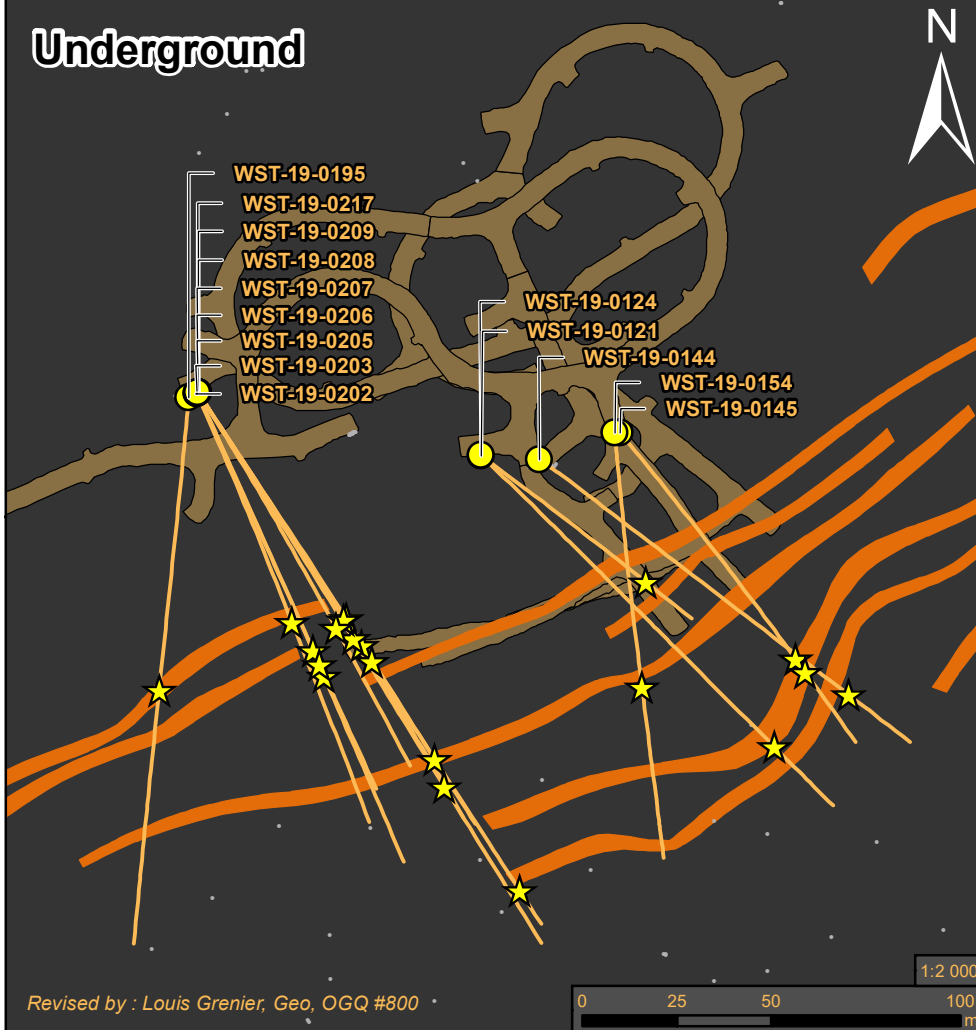 Underground
N
WST-19-0195
WST-19-0217
WST-19-0209
WST-19-0208
WST-19-0207
WST-19-0206
WST-19-0205
WST-19-0203
WST-19-0202
WST-19-0124
WST-19-0121
WST-19-0144
WST-19-0154
WST-19-0145
1:2 000
Revised by : Louis Grenier, Geo, OGQ #800
0 25 50 100
m